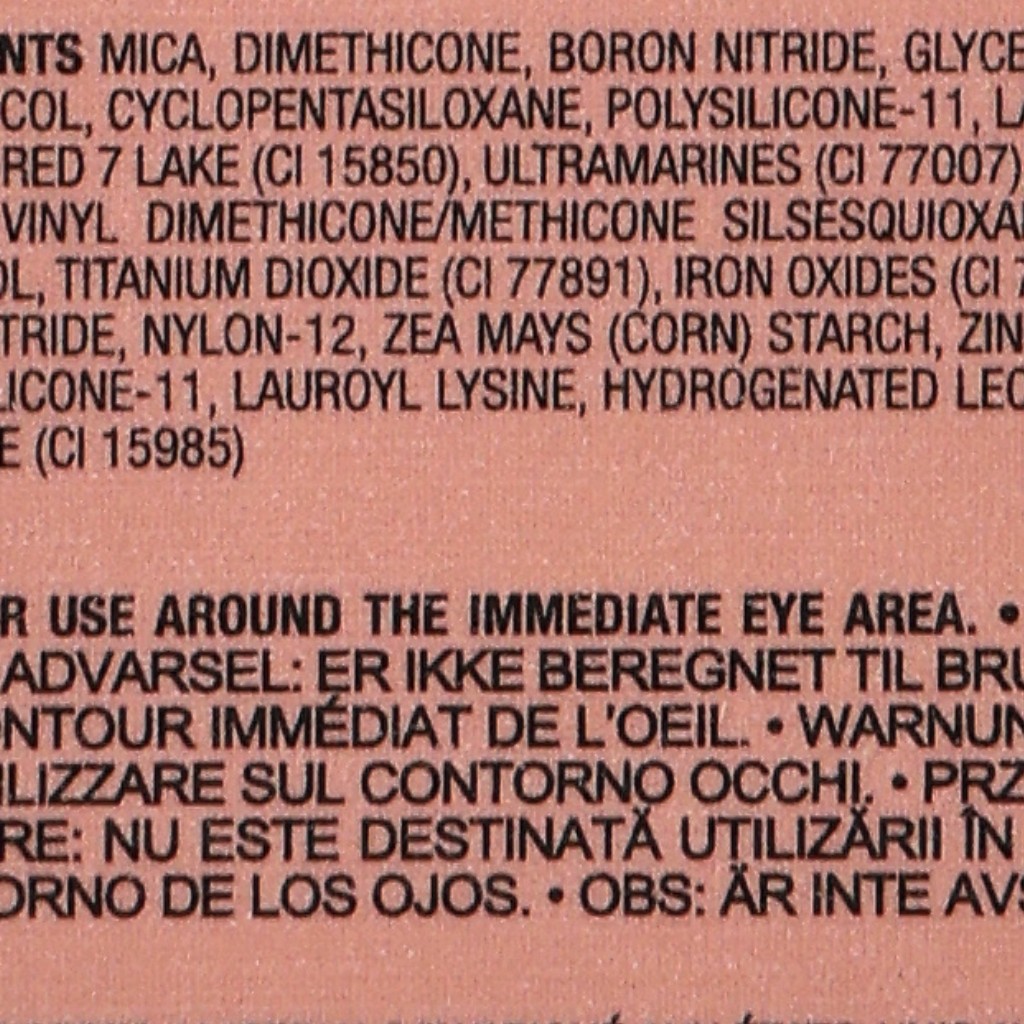 NTS MICA, DIMETHICONE, BORON NITRIDE, GLYCE
COL, CYCLOPENTASILOXANE, POLYSILICONE-11, LA
RED 7 LAKE (CI 15850), ULTRAMARINES (CI 77007)
VINYL DIMETHICONE/METHICONE SILSESQUIOXA
OL, TITANIUM DIOXIDE (CI 77891), IRON OXIDES (CI 7
TRIDE, NYLON-12, ZEA MAYS (CORN) STARCH, ZIN
LICONE-11, LAUROYL LYSINE, HYDROGENATED LEC
E (CI 15985)
R USE AROUND THE IMMEDIATE EYE AREA. •
ADVARSEL: ER IKKE BEREGNET TIL BRU
ONTOUR IMMÉDIAT DE L'OEIL. • WARNUN
ILIZZARE SUL CONTORNO OCCHI. • PRZ
RE: NU ESTE DESTINATĂ UTILIZĂRII ÎN
ORNO DE LOS OJOS. • OBS: ÄR INTE AVS